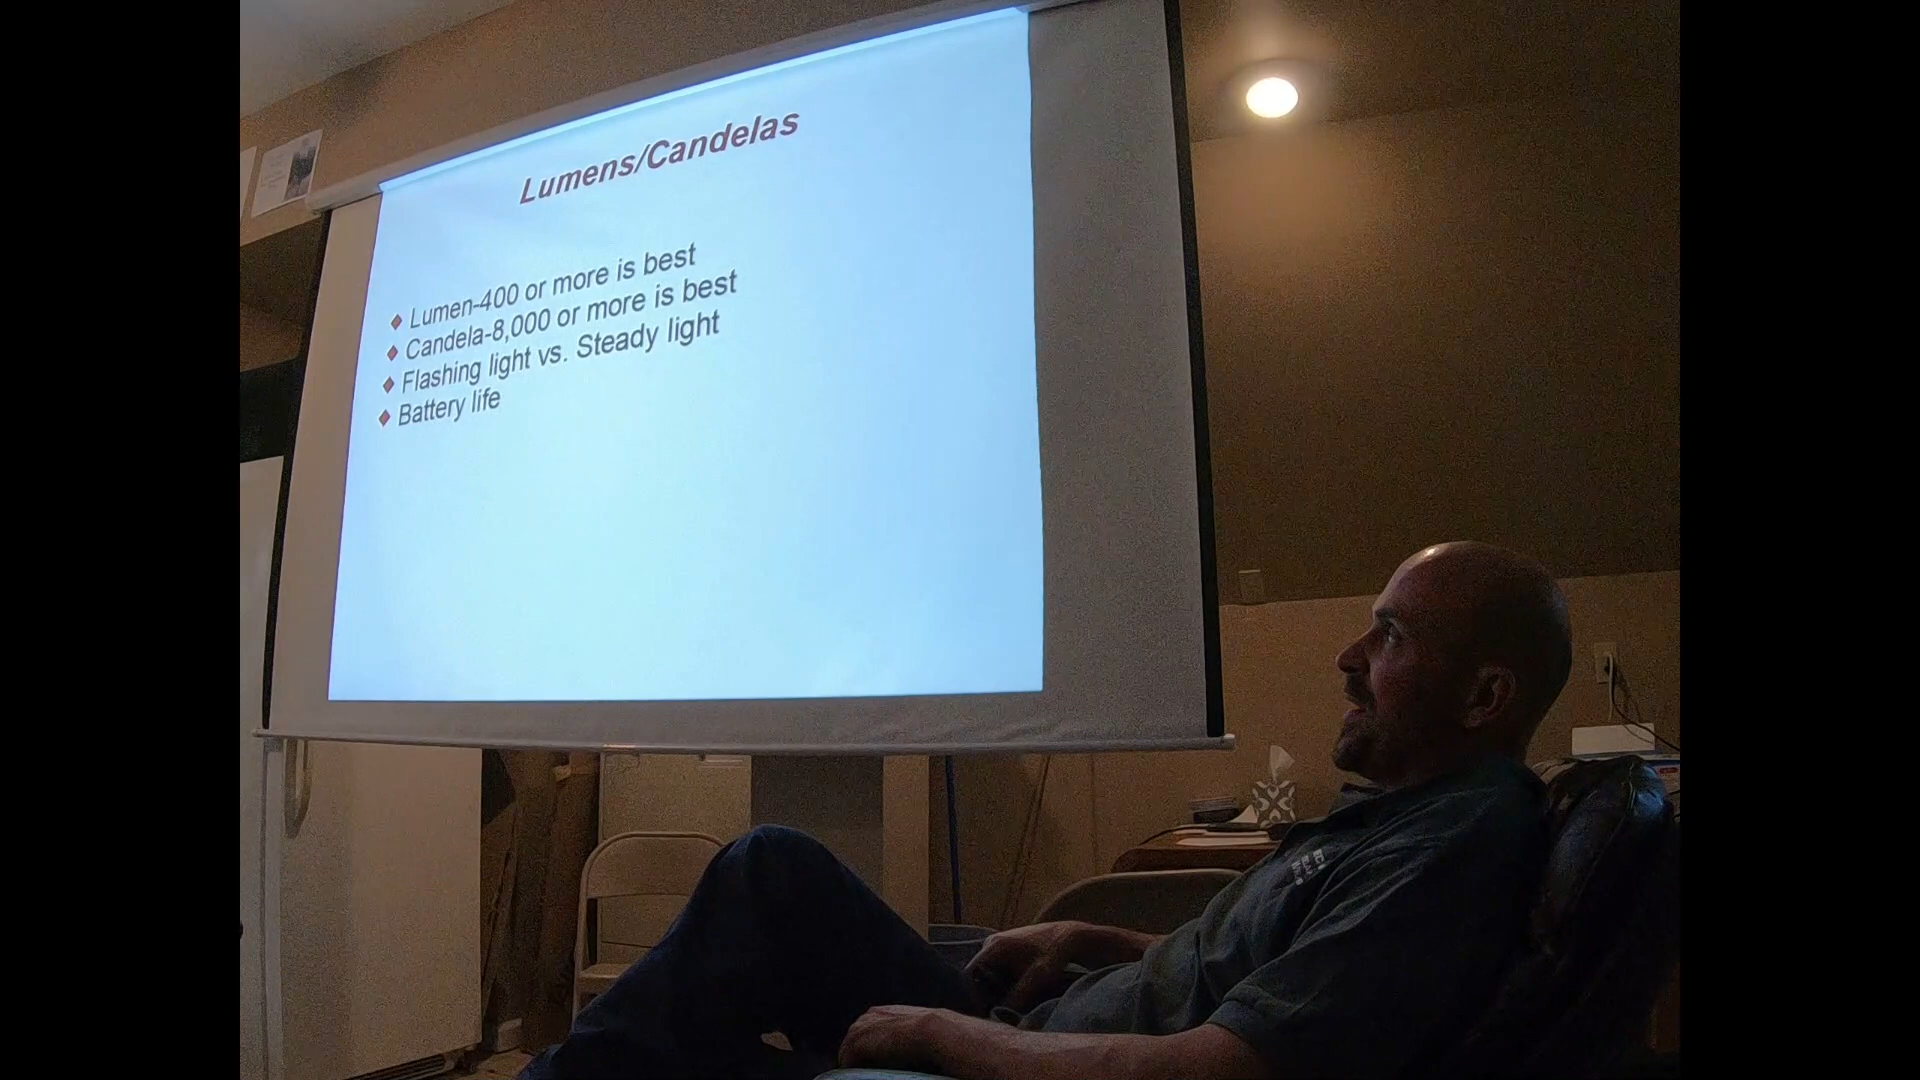 Lumens/Candelas
Lumen-400 or more is best
Candela-8,000 or more is best
Flashing light vs. Steady light
Battery life